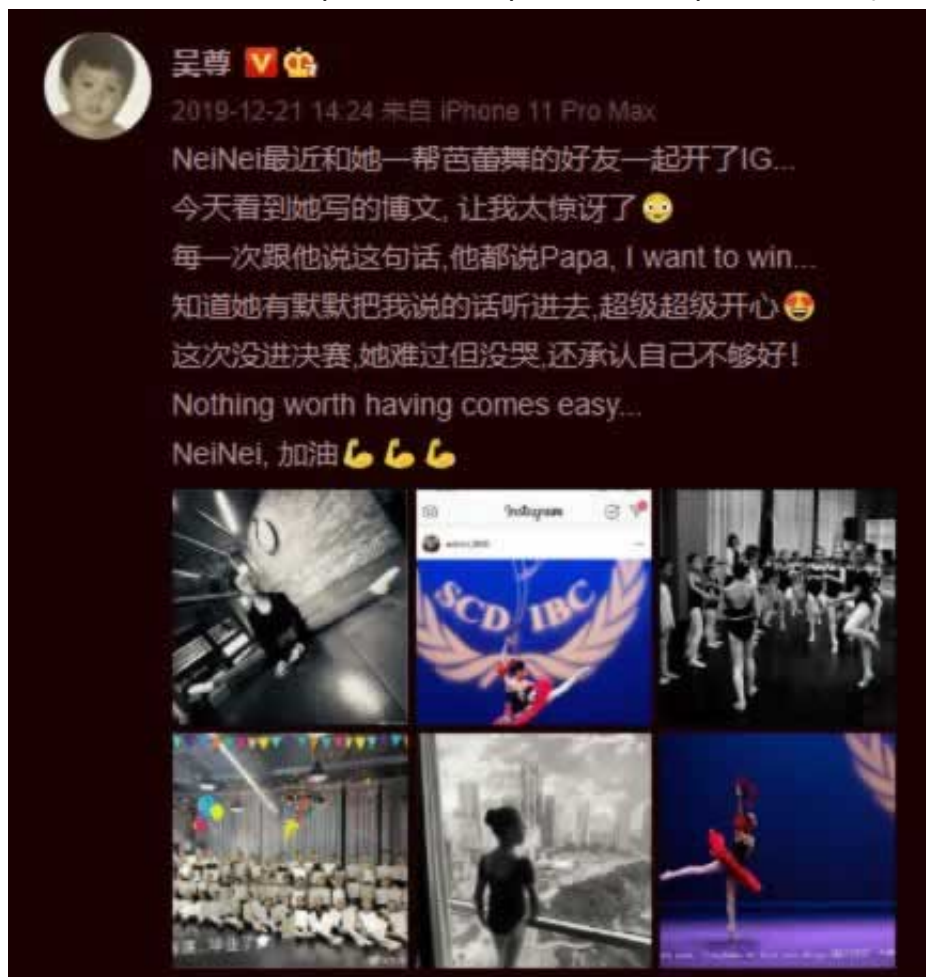 吴尊
2019-12-21 14:24 来自 iPhone 11 Pro Max
NeiNei最近和她一帮芭蕾舞的好友一起开了IG...
今天看到她写的博文, 让我太惊讶了😳
每一次跟他说这句话,他都说Papa, I want to win...
知道她有默默把我说的话听进去,超级超级开心🤩
这次没进决赛,她难过但没哭,还承认自己不够好!
Nothing worth having comes easy...
NeiNei, 加油💪💪💪
Instagram
SCD IBC